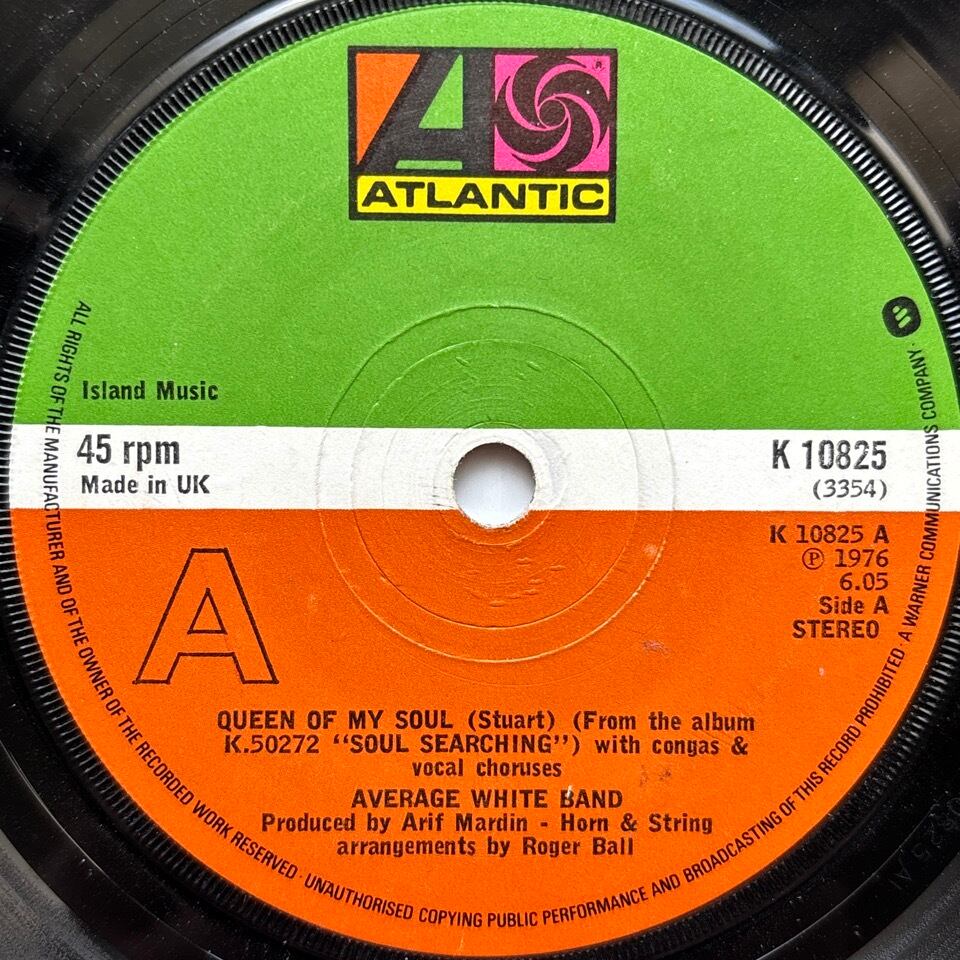 ATLANTIC
Island Music
45 rpm
Made in UK
K 10825
(3354)
K 10825 A
℗ 1976
6.05
Side A
STEREO
A
QUEEN OF MY SOUL (Stuart) (From the album
K.50272 “SOUL SEARCHING”) with congas &
vocal choruses
AVERAGE WHITE BAND
Produced by Arif Mardin - Horn & String
arrangements by Roger Ball
ALL RIGHTS OF THE MANUFACTURER AND OF THE OWNER OF THE RECORDED WORK RESERVED · UNAUTHORISED COPYING PUBLIC PERFORMANCE AND BROADCASTING OF THIS RECORD PROHIBITED · A WARNER COMMUNICATIONS COMPANY ·